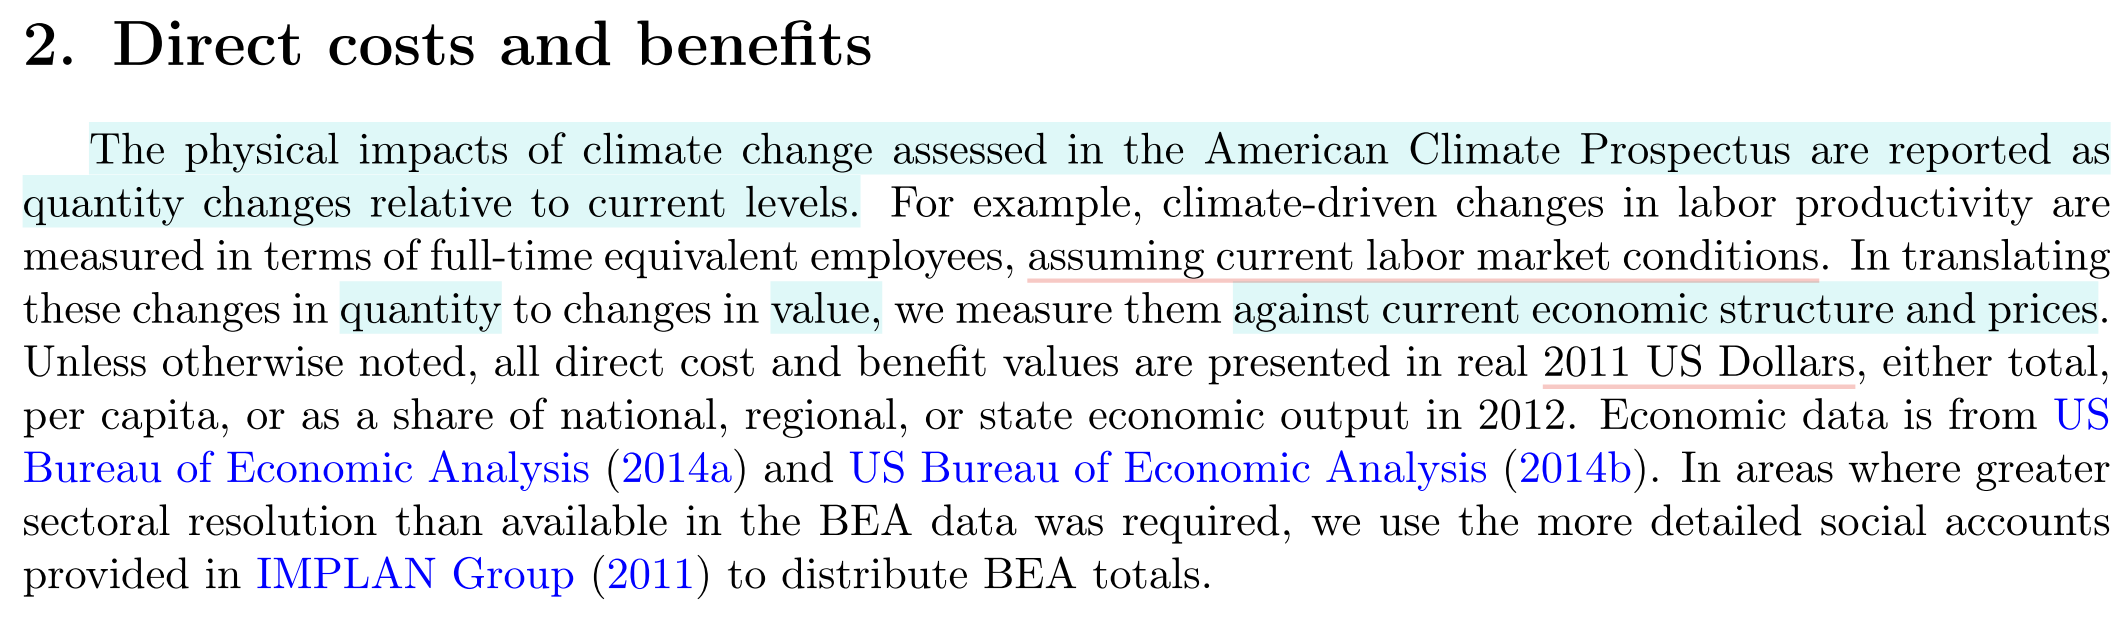 2. Direct costs and benefits
The physical impacts of climate change assessed in the American Climate Prospectus are reported as
quantity changes relative to current levels. For example, climate-driven changes in labor productivity are
measured in terms of full-time equivalent employees, assuming current labor market conditions. In translating
these changes in quantity to changes in value, we measure them against current economic structure and prices.
Unless otherwise noted, all direct cost and benefit values are presented in real 2011 US Dollars, either total,
per capita, or as a share of national, regional, or state economic output in 2012. Economic data is from US
Bureau of Economic Analysis (2014a) and US Bureau of Economic Analysis (2014b). In areas where greater
sectoral resolution than available in the BEA data was required, we use the more detailed social accounts
provided in IMPLAN Group (2011) to distribute BEA totals.